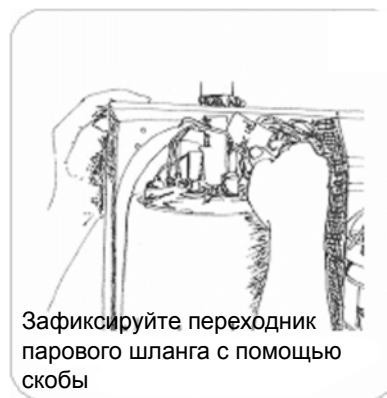 Зафиксируйте переходник
парового шланга с помощью
скобы